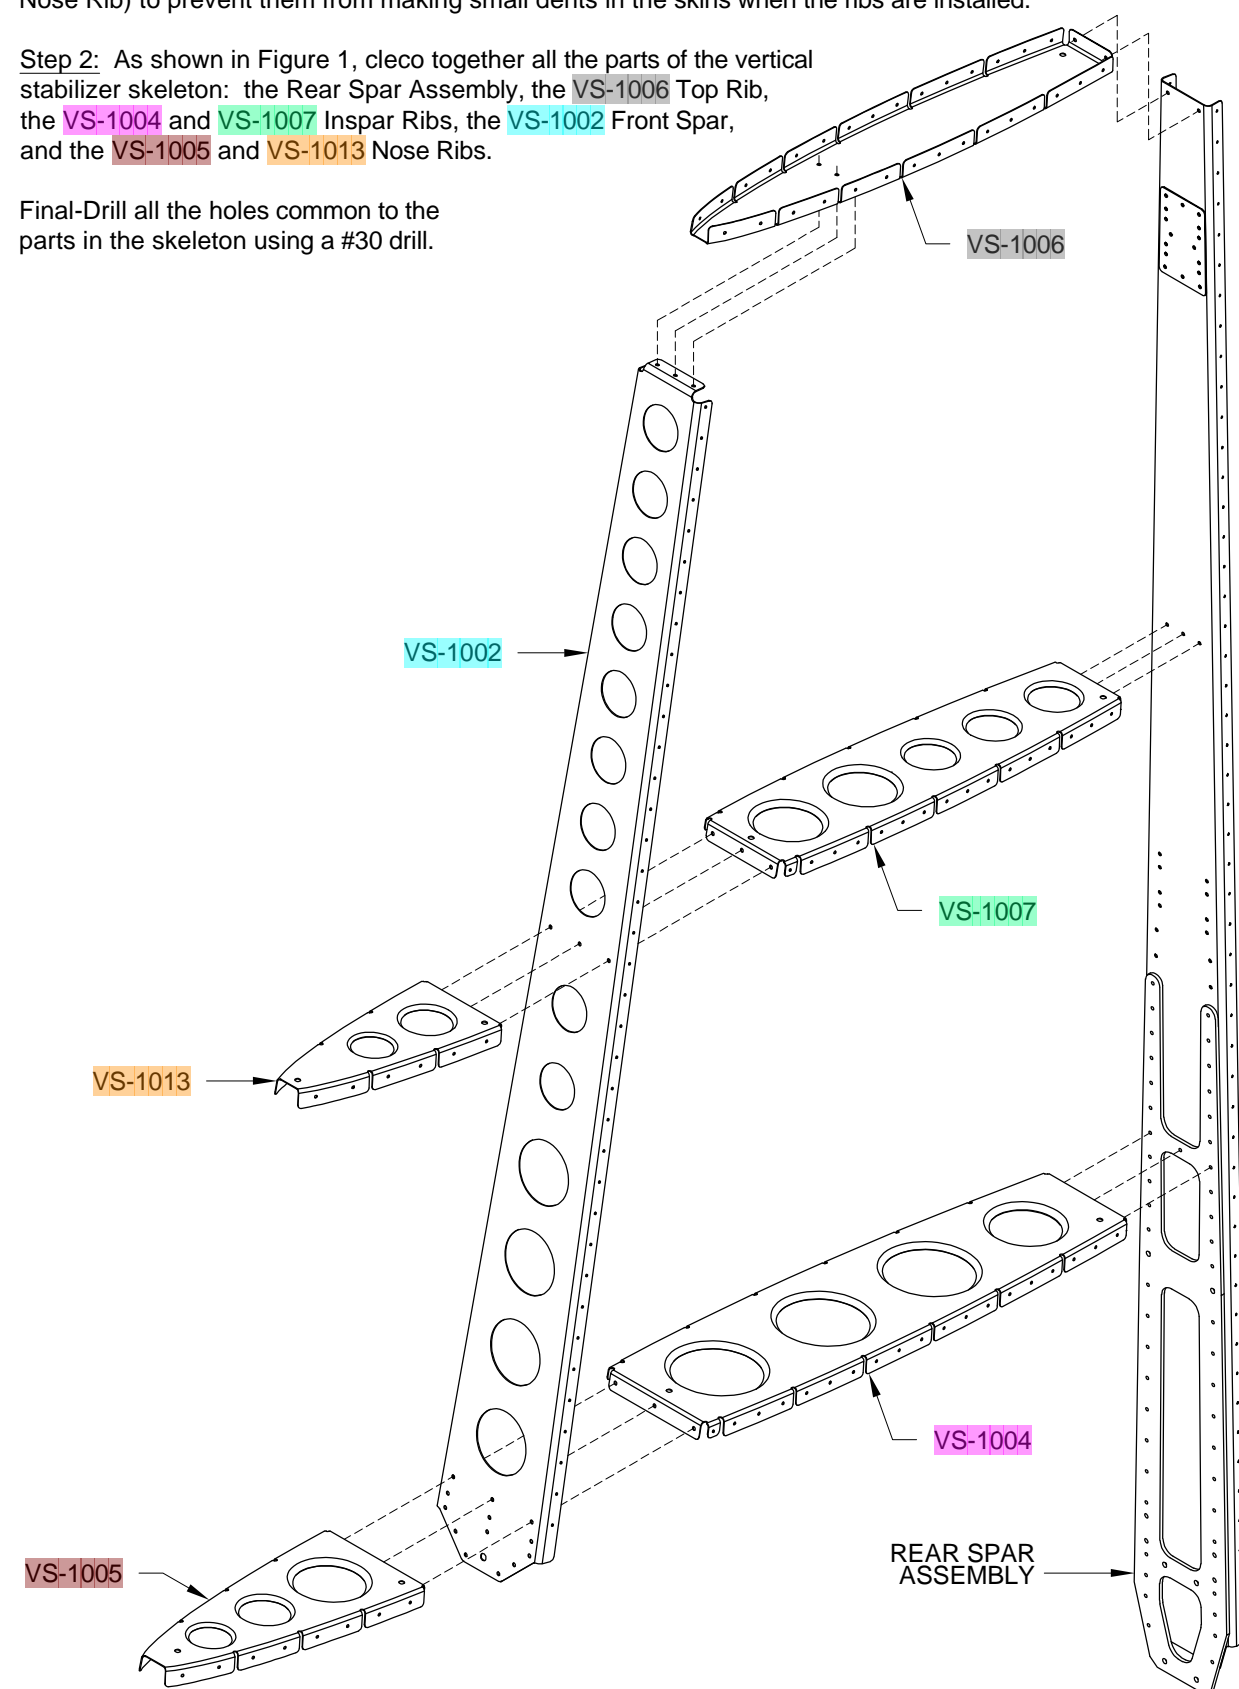 Nose Rib) to prevent them from making small dents in the skins when the ribs are installed.
Step 2: As shown in Figure 1, cleco together all the parts of the vertical
stabilizer skeleton: the Rear Spar Assembly, the VS-1006 Top Rib,
the VS-1004 and VS-1007 Inspar Ribs, the VS-1002 Front Spar,
and the VS-1005 and VS-1013 Nose Ribs.
Final-Drill all the holes common to the
parts in the skeleton using a #30 drill.
VS-1006
VS-1002
VS-1007
VS-1013
VS-1004
VS-1005
REAR SPAR
ASSEMBLY